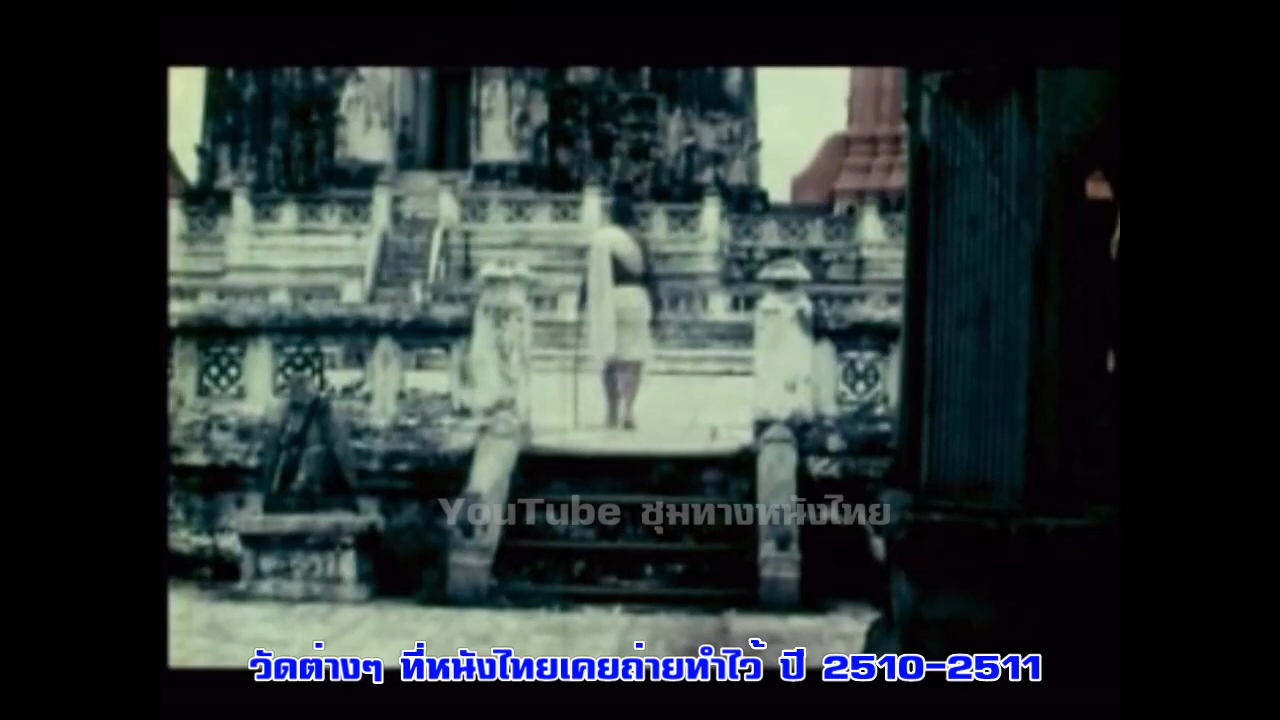 YouTube ชุมทางหนังไทย
วัดต่างๆ ที่หนังไทยเคยถ่ายทำไว้ ปี 2510-2511